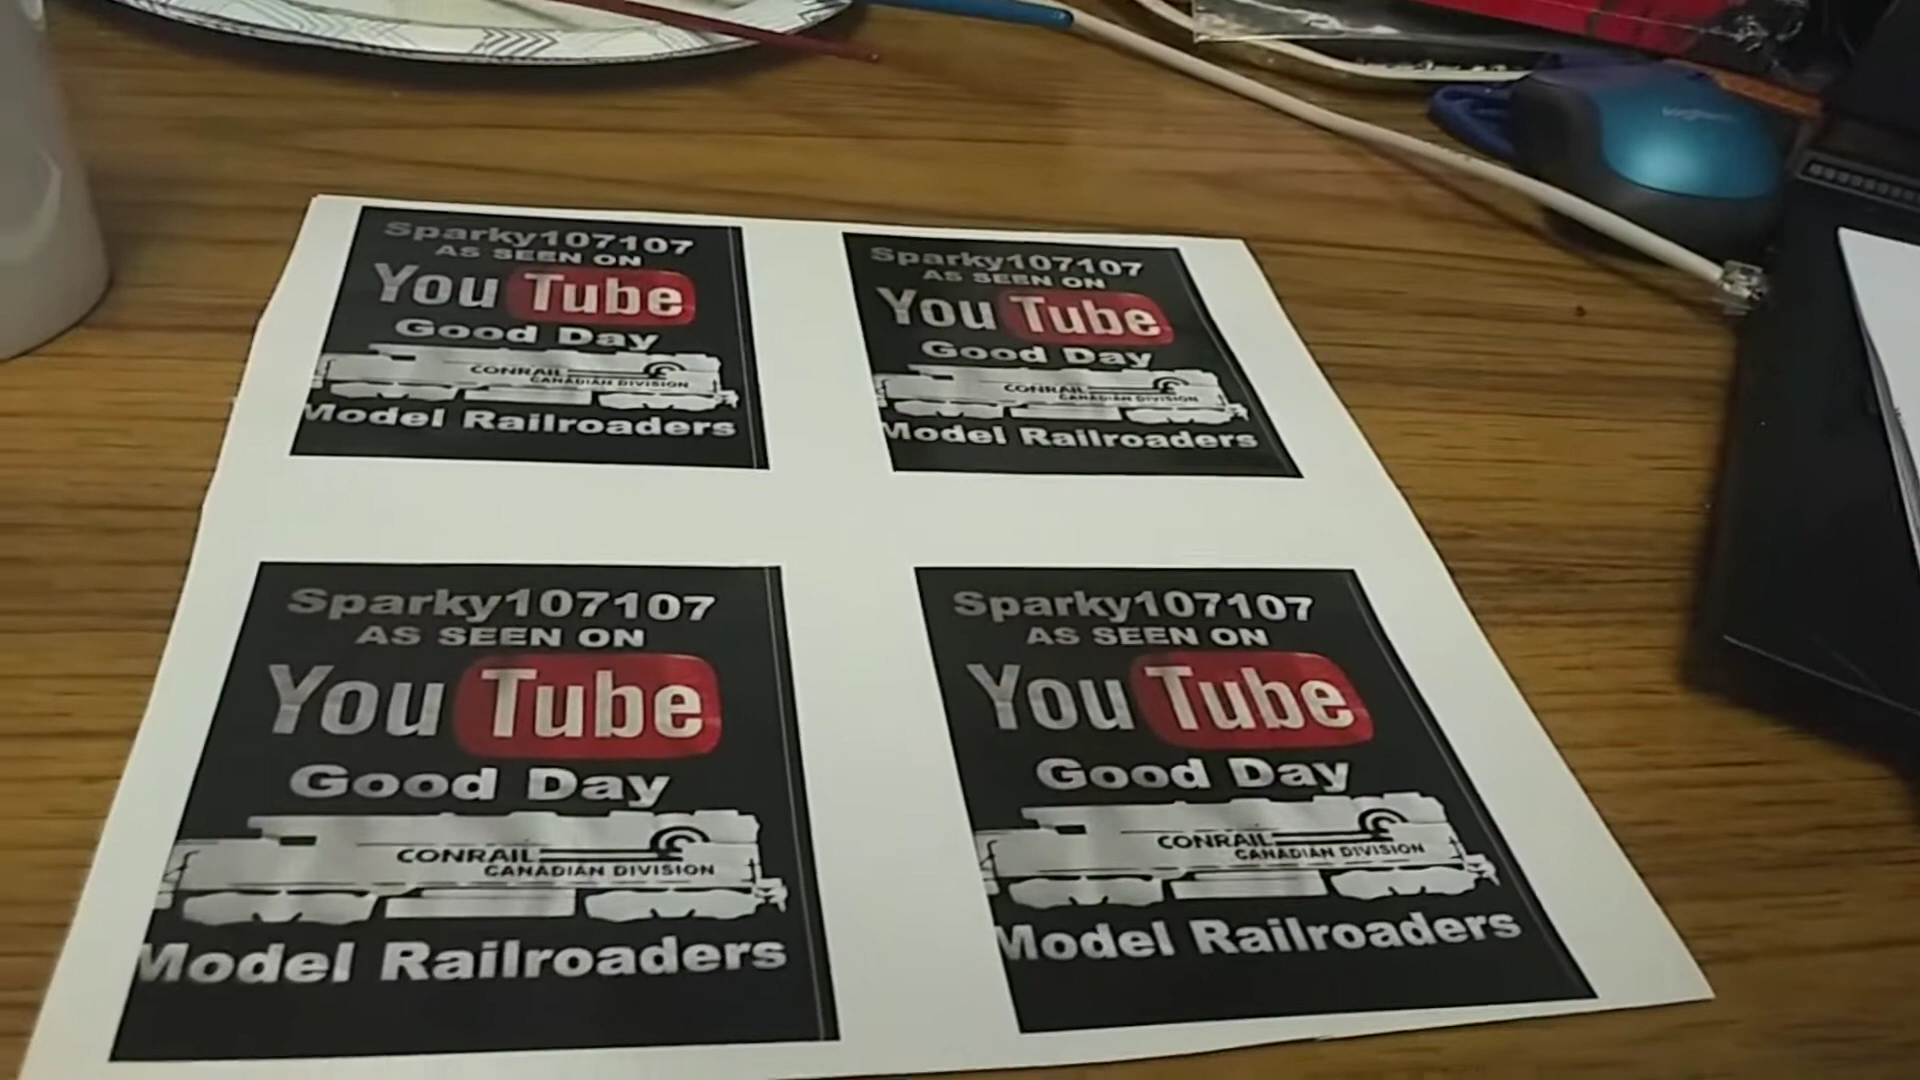 Sparky107107
AS SEEN ON
YouTube
Good Day
CONRAIL
CANADIAN DIVISION
Model Railroaders
Sparky107107
AS SEEN ON
YouTube
Good Day
CONRAIL
CANADIAN DIVISION
Model Railroaders
Sparky107107
AS SEEN ON
YouTube
Good Day
CONRAIL
CANADIAN DIVISION
Model Railroaders
Sparky107107
AS SEEN ON
YouTube
Good Day
CONRAIL
CANADIAN DIVISION
Model Railroaders